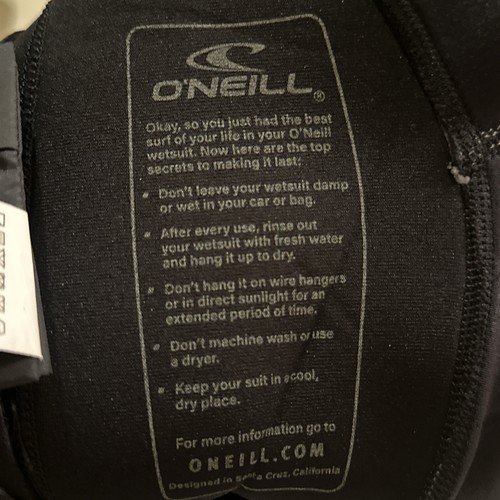 O'NEILL®
Okay, so you just had the best
surf of your life in your O'Neill
wetsuit. Now here are the top
secrets to making it last:
• Don't leave your wetsuit damp
or wet in your car or bag.
• After every use, rinse out
your wetsuit with fresh water
and hang it up to dry.
• Don't hang it on wire hangers
or in direct sunlight for an
extended period of time.
• Don't machine wash or use
a dryer.
• Keep your suit in a cool,
dry place.
For more information go to
ONEILL.COM
Designed in Santa Cruz, California